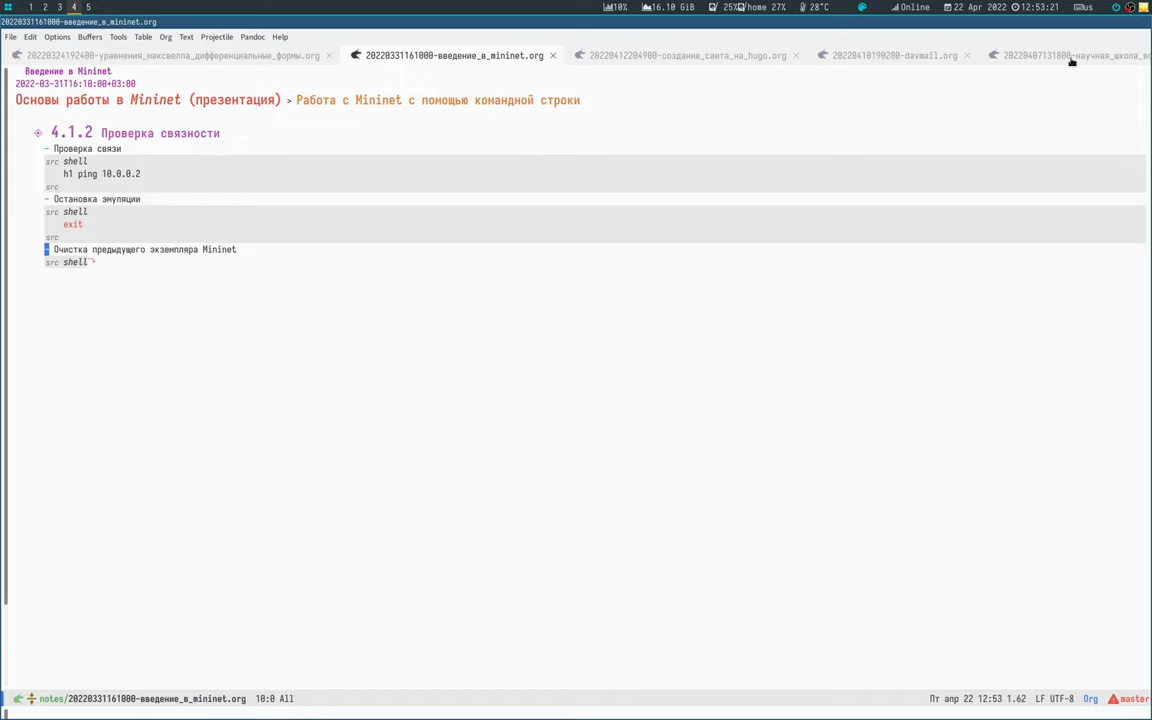 1 2 3 4 5 10% 16.10 GiB 25% /home 27% 28°C Online 22 Apr 2022 12:53:21 us
20220331161000-введение_в_mininet.org
File Edit Options Buffers Tools Table Org Text Projectile Pandoc Help
20220324192400-уравнения_максвелла_дифференциальные_формы.org 20220331161000-введение_в_mininet.org 20220412204900-создание_сайта_на_hugo.org 20220410190200-davmail.org 20220407131800-научная_школа_вс
Введение в Mininet
2022-03-31T16:10:00+03:00
Основы работы в Mininet (презентация) > Работа с Mininet с помощью командной строки
4.1.2 Проверка связности
– Проверка связи
src shell
h1 ping 10.0.0.2
src
– Остановка эмуляции
src shell
exit
src
– Очистка предыдущего экземпляра Mininet
src shell
notes/20220331161000-введение_в_mininet.org 10:0 All Пт апр 22 12:53 1.62 LF UTF-8 Org master